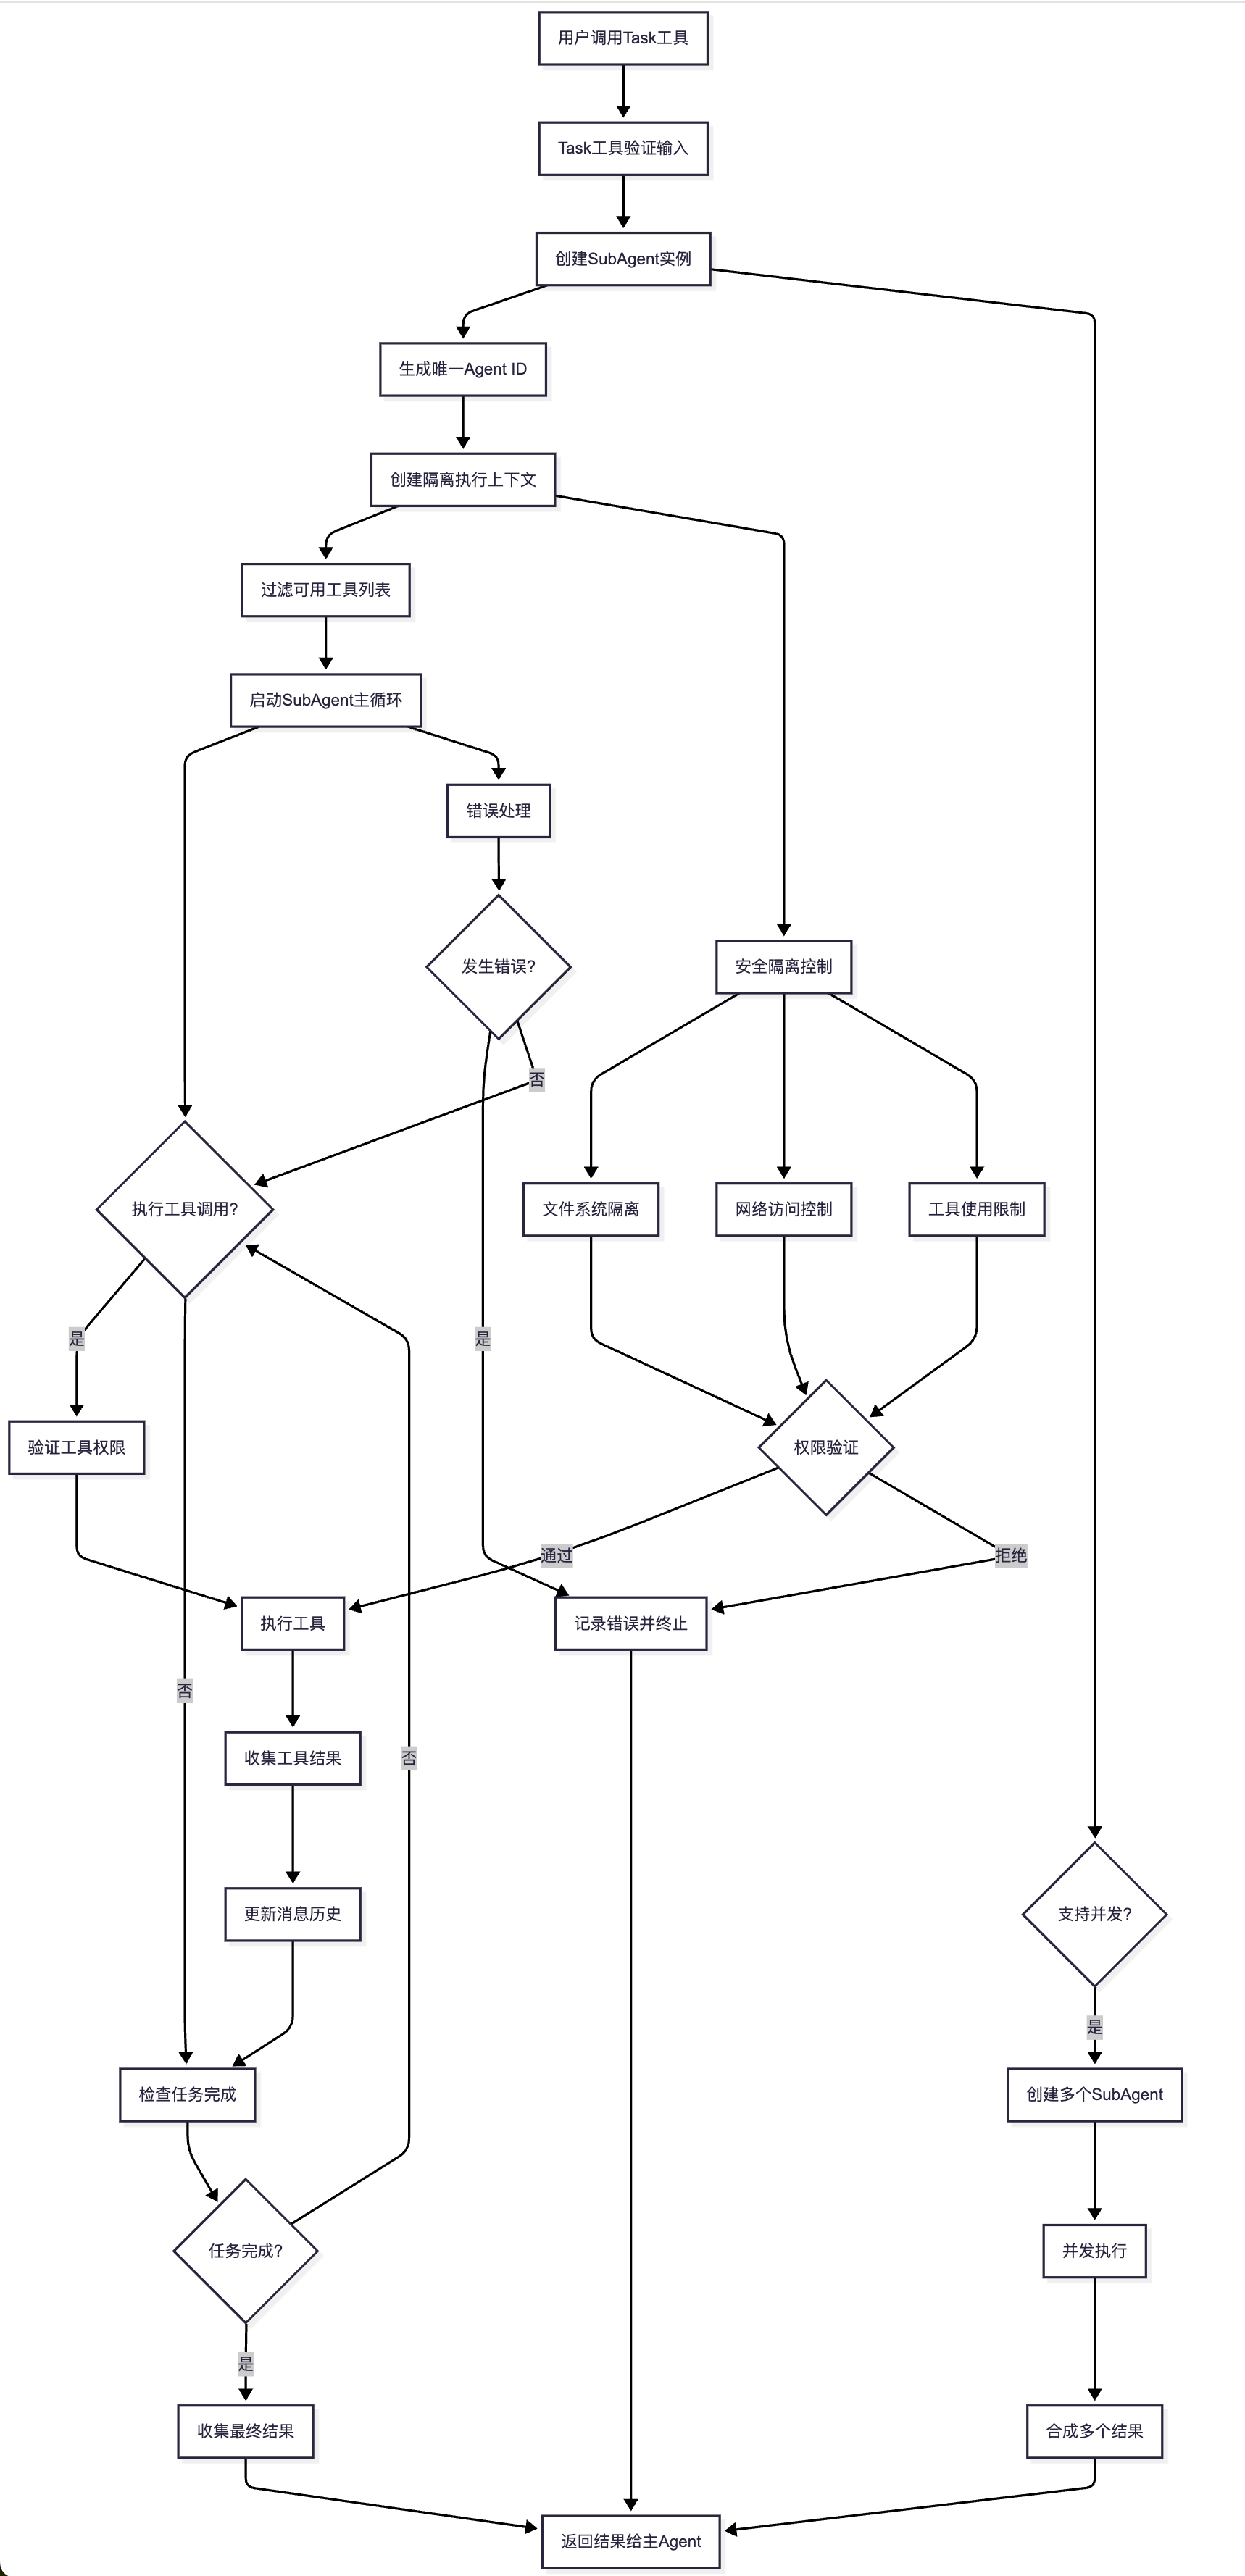 用户调用Task工具
Task工具验证输入
创建SubAgent实例
生成唯一Agent ID
创建隔离执行上下文
过滤可用工具列表
启动SubAgent主循环
错误处理
发生错误?
安全隔离控制
否
执行工具调用?
文件系统隔离
网络访问控制
工具使用限制
是
是
验证工具权限
权限验证
通过
拒绝
执行工具
记录错误并终止
否
收集工具结果
否
更新消息历史
支持并发?
是
检查任务完成
创建多个SubAgent
任务完成?
并发执行
是
收集最终结果
合成多个结果
返回结果给主Agent